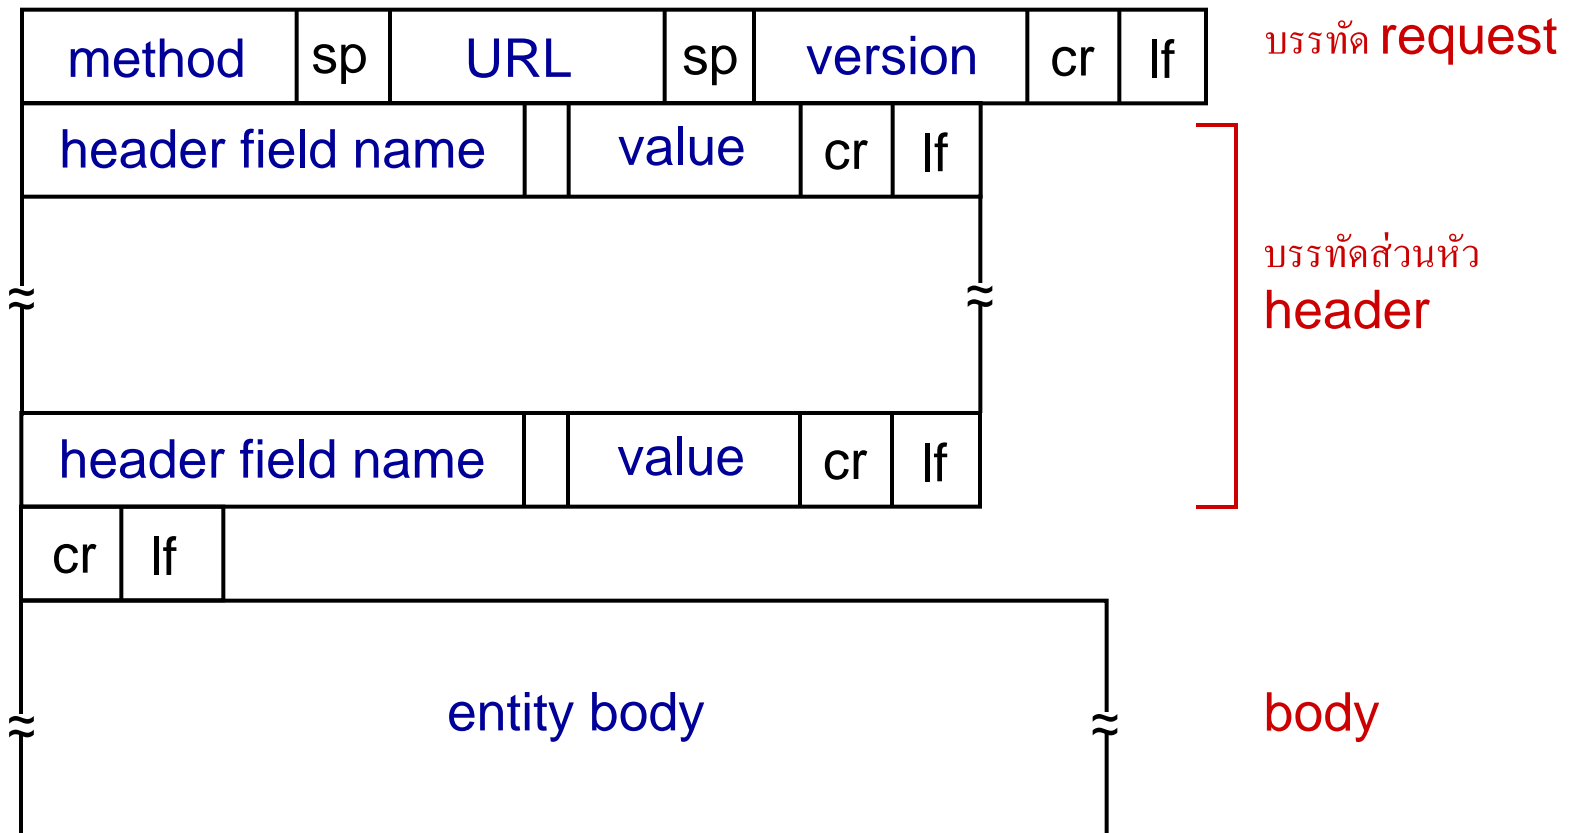 method sp URL sp version cr lf บรรทัด request
header field name value cr lf
บรรทัดส่วนหัว
header
header field name value cr lf
cr lf
entity body body